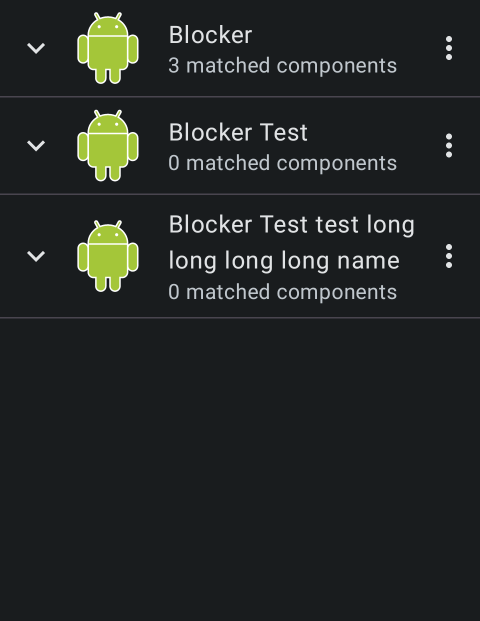 Blocker
3 matched components
Blocker Test
0 matched components
Blocker Test test long
long long long name
0 matched components